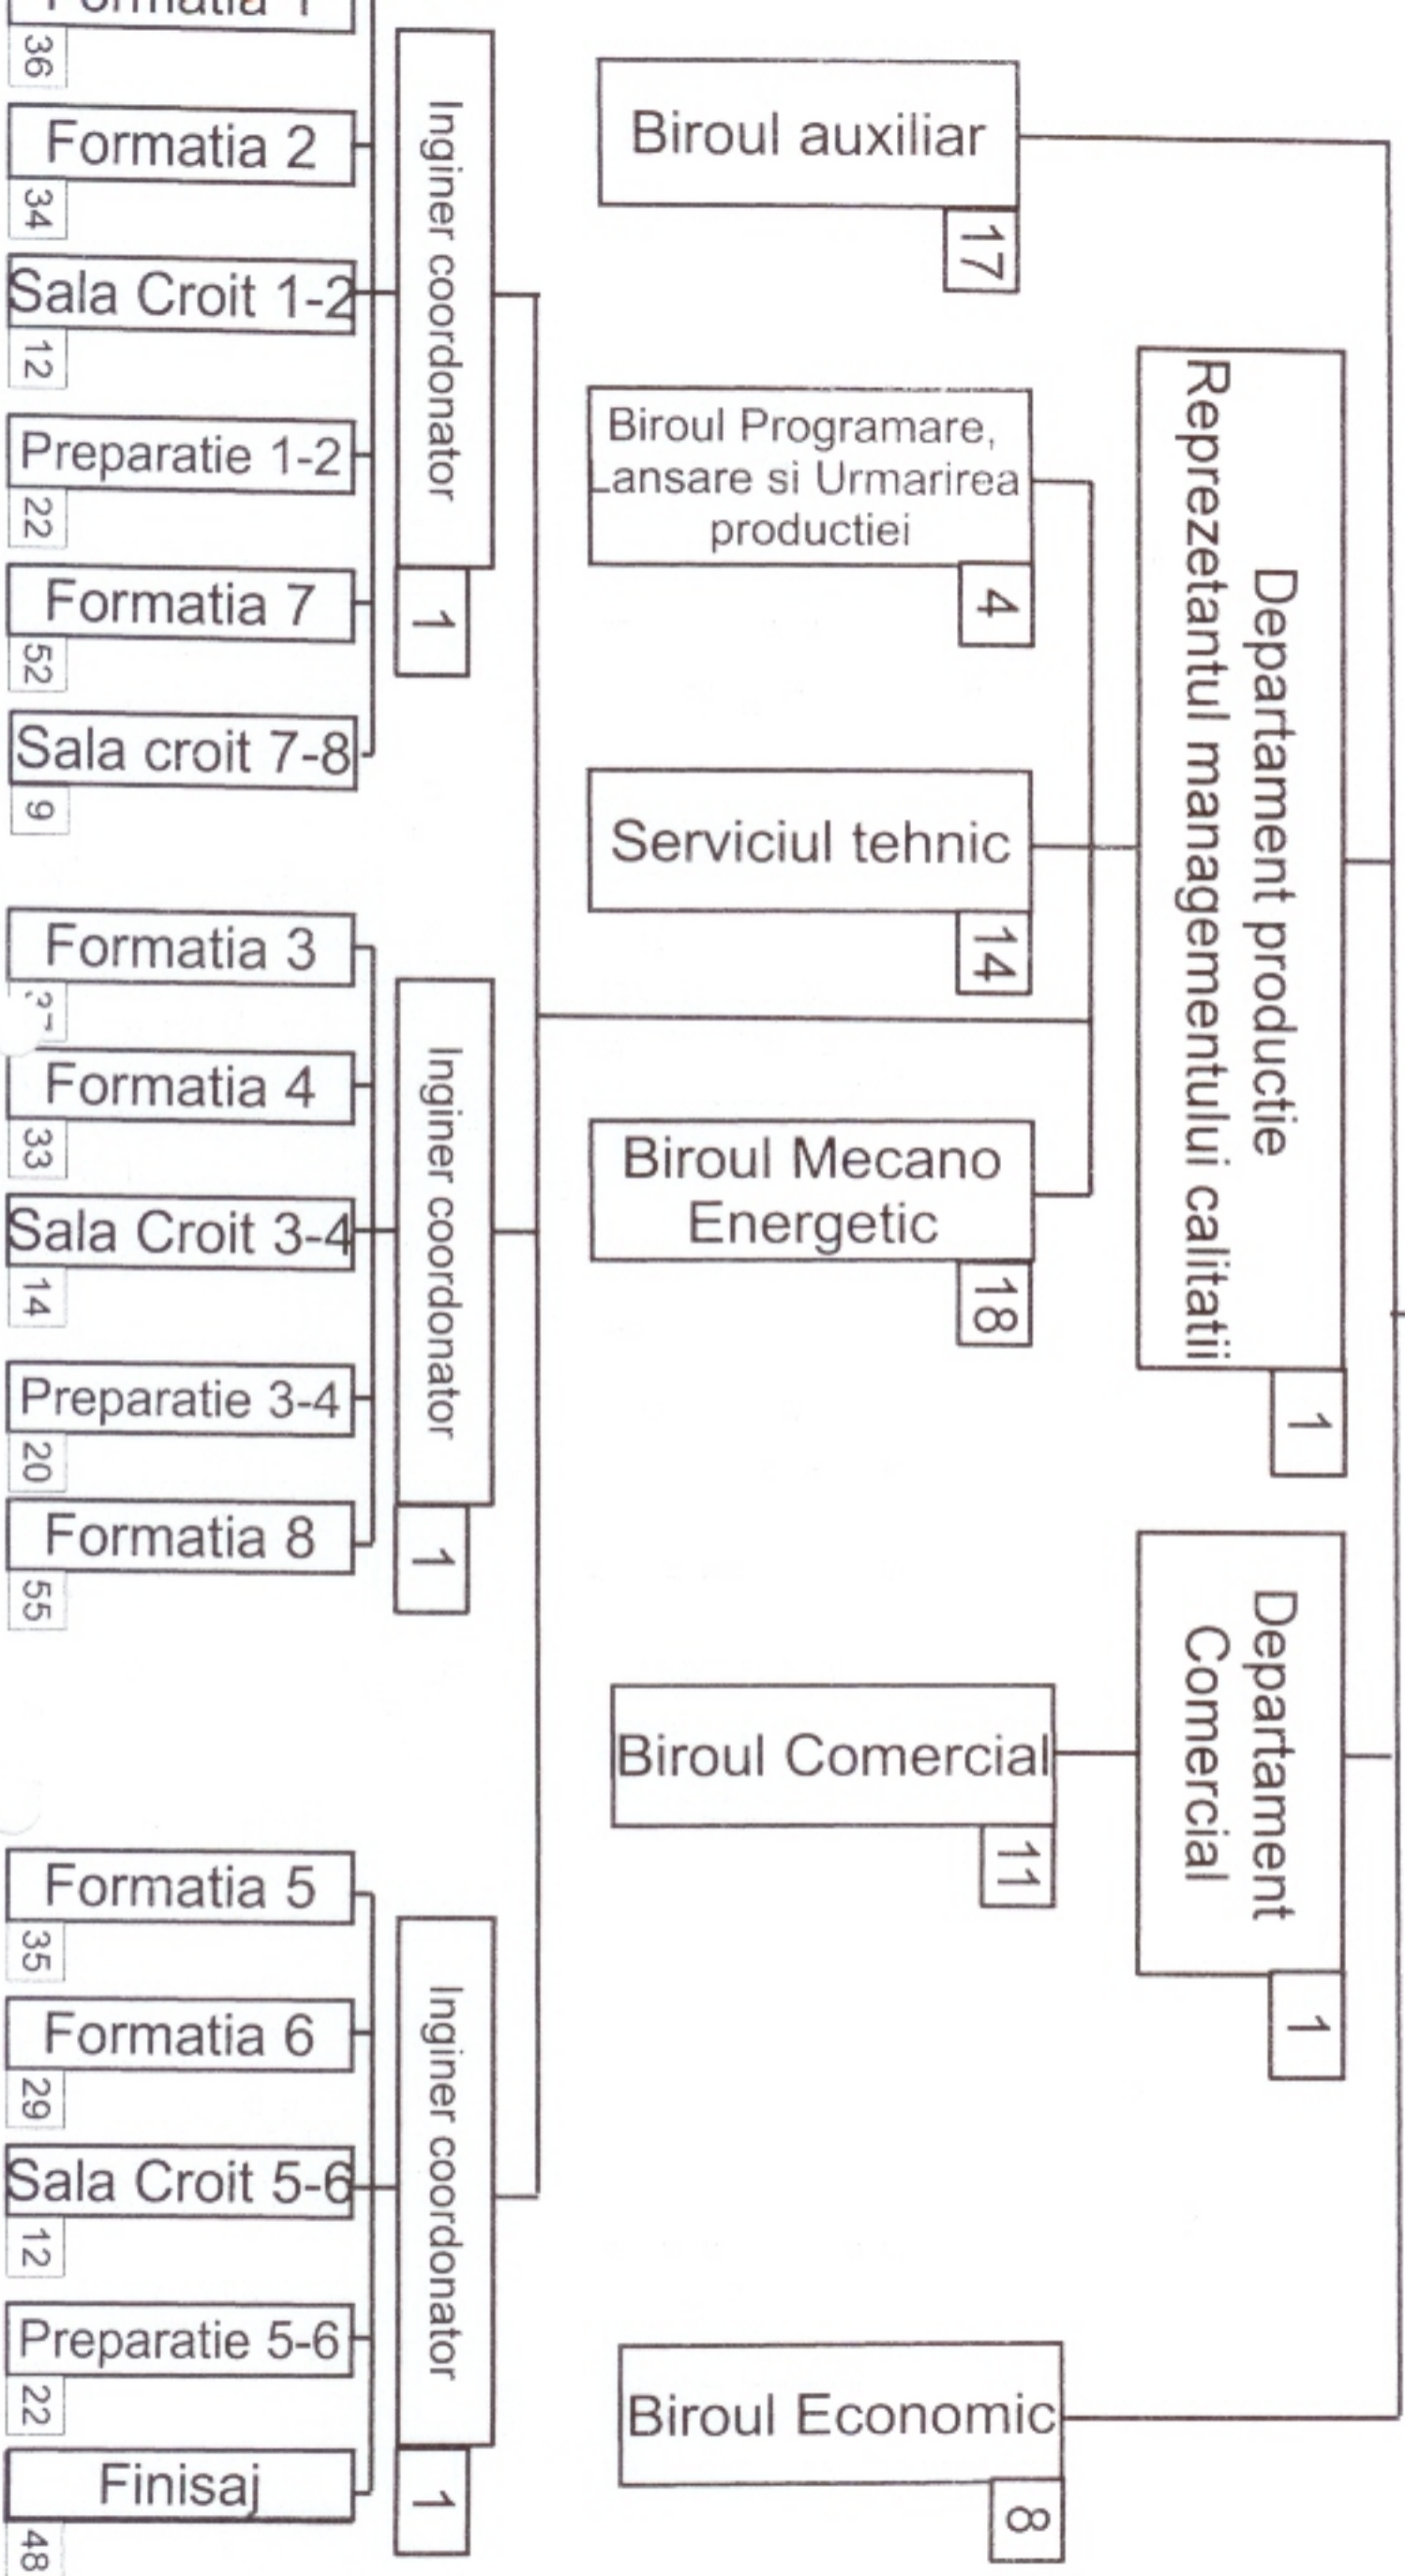 Formatia 1
36
Formatia 2
34
Sala Croit 1-2
12
Preparatie 1-2
22
Formatia 7
52
Sala croit 7-8
9
Inginer coordonator
1
Formatia 3
Formatia 4
33
Sala Croit 3-4
14
Preparatie 3-4
20
Formatia 8
55
Inginer coordonator
1
Formatia 5
35
Formatia 6
29
Sala Croit 5-6
12
Preparatie 5-6
22
Finisaj
48
Inginer coordonator
1
Biroul auxiliar
17
Biroul Programare,
Lansare si Urmarirea
productiei
4
Serviciul tehnic
14
Biroul Mecano
Energetic
18
Biroul Comercial
11
Biroul Economic
8
Departament productie
Reprezetantul managementului calitatii
1
Departament
Comercial
1